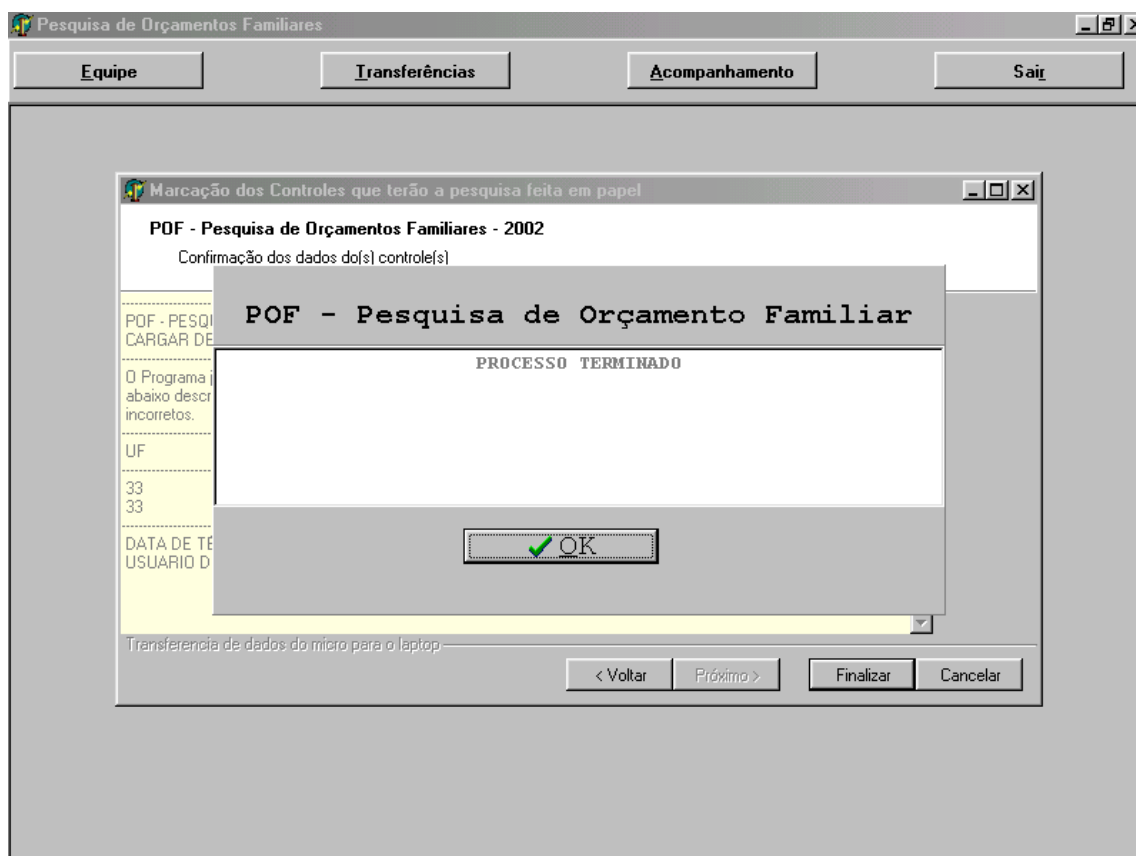 Pesquisa de Orçamentos Familiares
Equipe
Transferências
Acompanhamento
Sair
Marcação dos Controles que terão a pesquisa feita em papel
POF - Pesquisa de Orçamentos Familiares - 2002
Confirmação dos dados do(s) controle(s)
POF - Pesquisa de Orçamento Familiar
PROCESSO TERMINADO
OK
POF - PESQUI
CARGAR DE
O Programa j
abaixo descr
incorretos.
UF
33
33
DATA DE TÉ
USUARIO D
Transferencia de dados do micro para o laptop
< Voltar
Próximo >
Finalizar
Cancelar